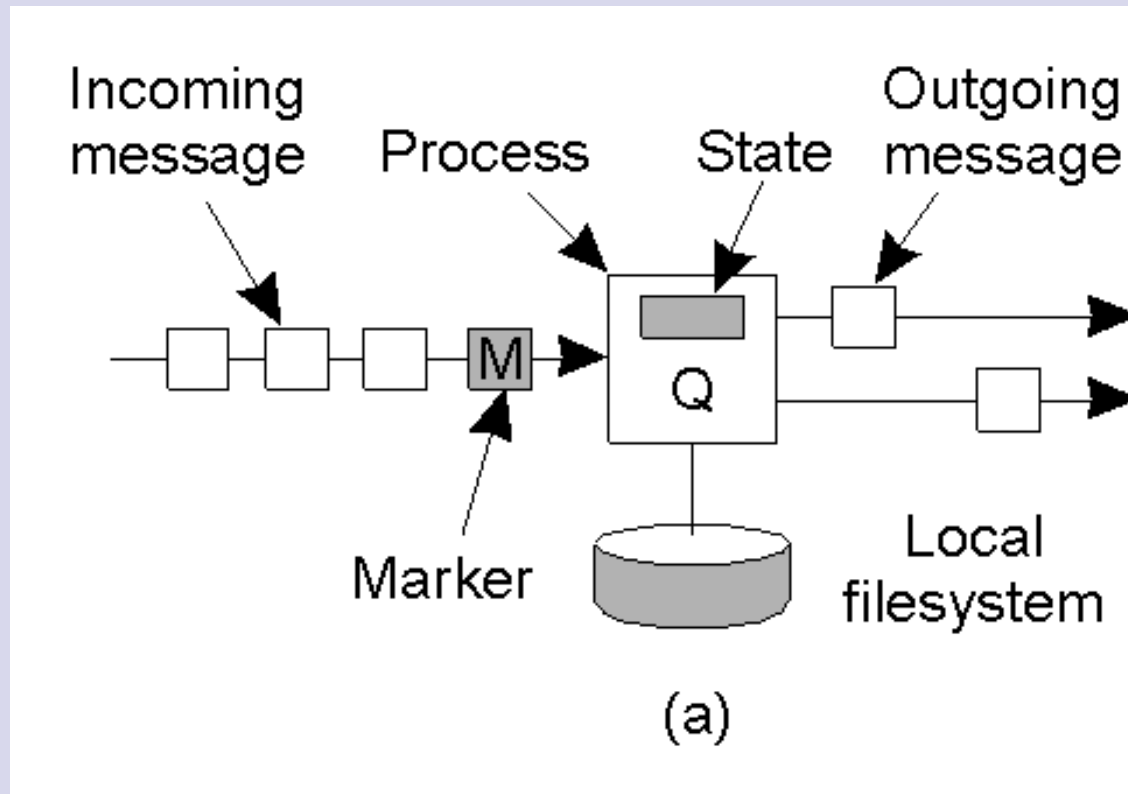 Incoming
message
Process
State
Outgoing
message
M
Q
Marker
Local
filesystem
(a)